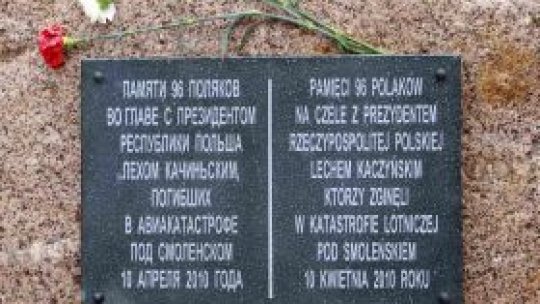 ПАМЯТИ 96 ПОЛЯКОВ
ВО ГЛАВЕ С ПРЕЗИДЕНТОМ
РЕСПУБЛИКИ ПОЛЬША
ЛЕХОМ КАЧИНЬСКИМ,
ПОГИБШИХ
В АВИАКАТАСТРОФЕ
ПОД СМОЛЕНСКОМ
10 АПРЕЛЯ 2010 ГОДА
PAMIĘCI 96 POLAKÓW
NA CZELE Z PREZYDENTEM
RZECZYPOSPOLITEJ POLSKIEJ
LECHEM KACZYŃSKIM
KTÓRZY ZGINĘLI
W KATASTROFIE LOTNICZEJ
POD SMOLEŃSKIEM
10 KWIETNIA 2010 ROKU